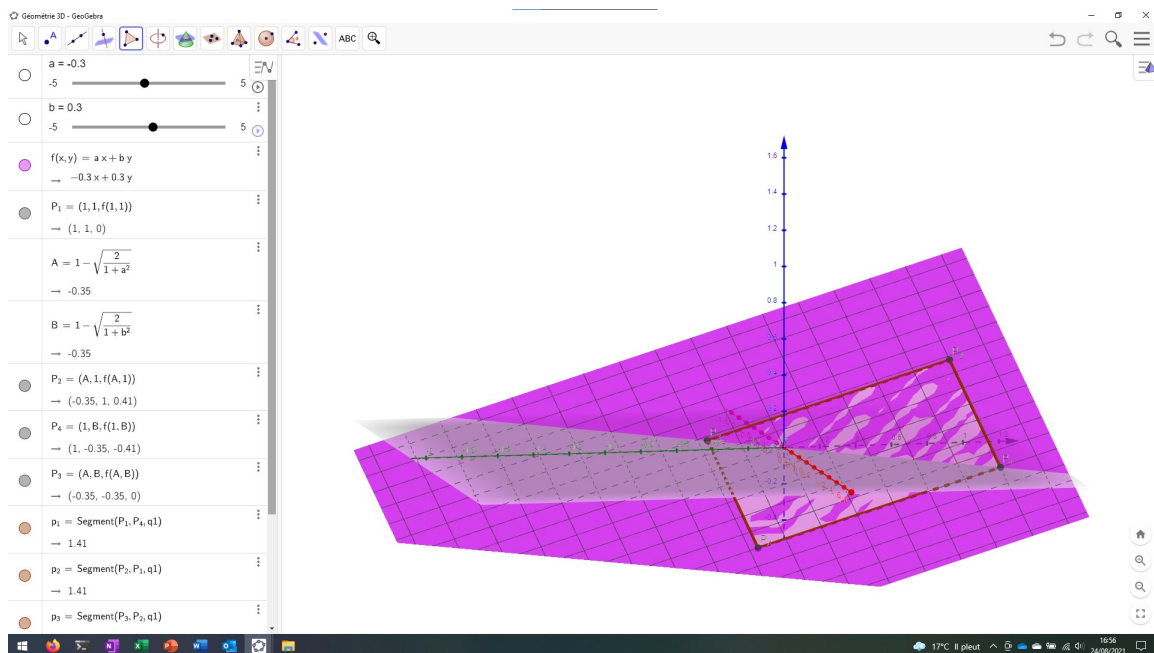 Géométrie 3D - GeoGebra
ABC
a = -0.3
-5 5
b = 0.3
-5 5
f(x,y) = a x + b y
→ −0.3 x + 0.3 y
P₁ = (1, 1, f(1, 1))
→ (1, 1, 0)
A = 1 − √(2 / (1 + a²))
→ -0.35
B = 1 − √(2 / (1 + b²))
→ -0.35
P₂ = (A, 1, f(A, 1))
→ (-0.35, 1, 0.41)
P₄ = (1, B, f(1, B))
→ (1, -0.35, -0.41)
P₃ = (A, B, f(A, B))
→ (-0.35, -0.35, 0)
p₁ = Segment(P₁, P₄, q1)
→ 1.41
p₂ = Segment(P₂, P₁, q1)
→ 1.41
p₃ = Segment(P₃, P₂, q1)
1.6
1.4
1.2
1
0.8
17°C Il pleut
16:56
24/08/2021